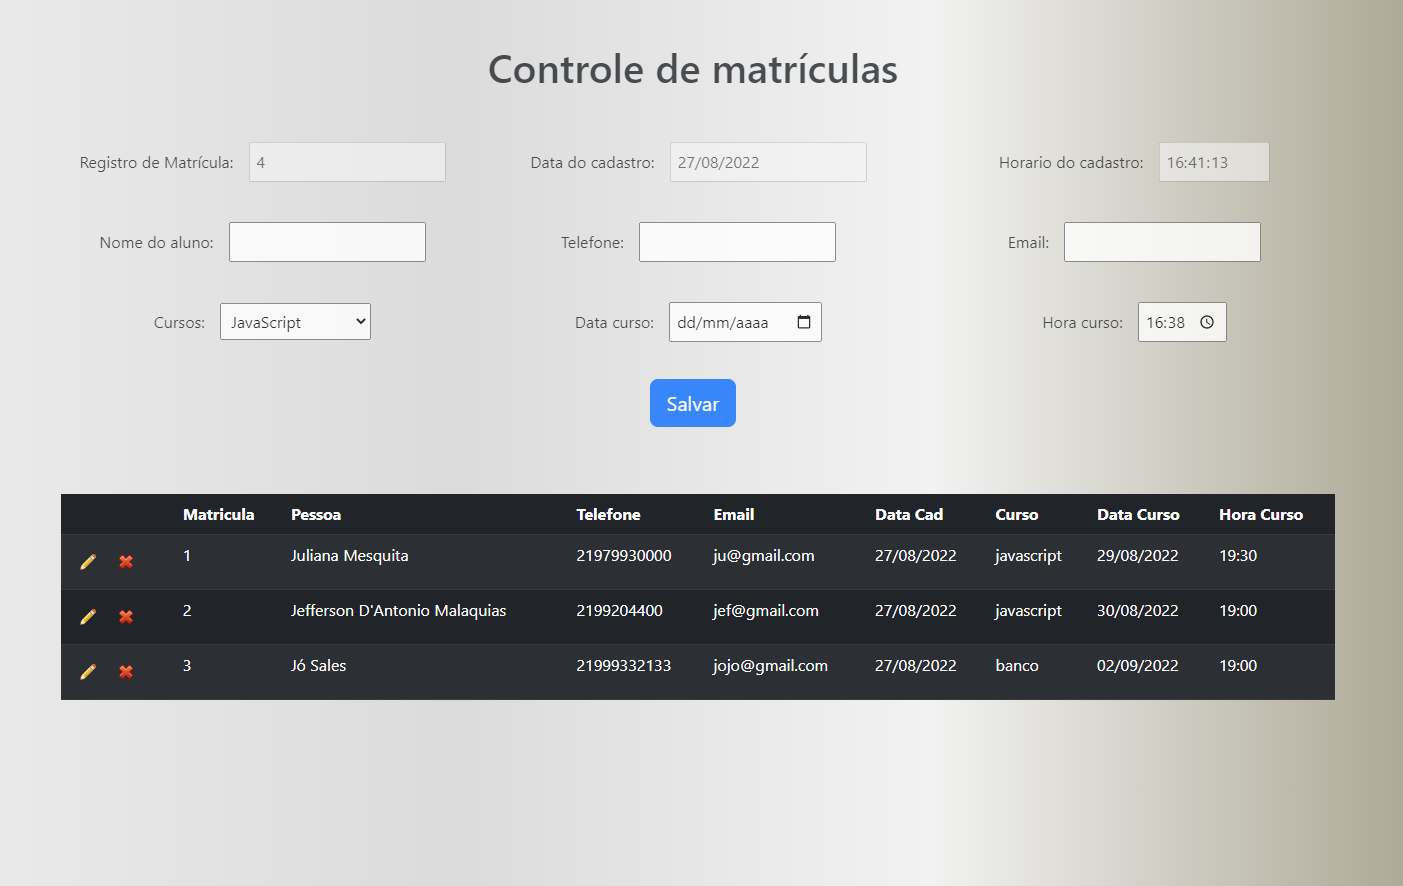 Controle de matrículas
Registro de Matrícula: 4 Data do cadastro: 27/08/2022 Horario do cadastro: 16:41:13
Nome do aluno: Telefone: Email:
Cursos: JavaScript Data curso: dd/mm/aaaa Hora curso: 16:38
Salvar
Matricula Pessoa Telefone Email Data Cad Curso Data Curso Hora Curso
1 Juliana Mesquita 21979930000 ju@gmail.com 27/08/2022 javascript 29/08/2022 19:30
2 Jefferson D'Antonio Malaquias 2199204400 jef@gmail.com 27/08/2022 javascript 30/08/2022 19:00
3 Jó Sales 21999332133 jojo@gmail.com 27/08/2022 banco 02/09/2022 19:00